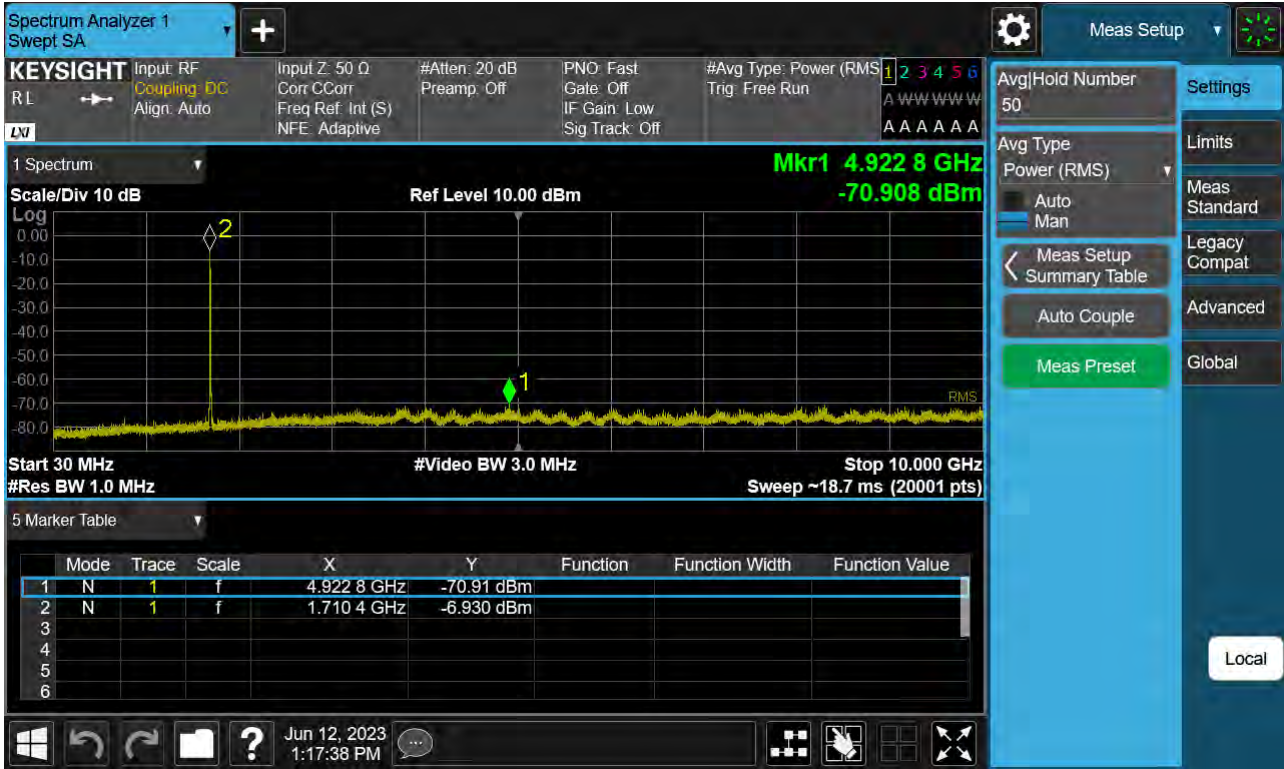 Spectrum Analyzer 1
Swept SA
+
Meas Setup
KEYSIGHT
RL
LXI
Input: RF
Coupling: DC
Align: Auto
Input Z: 50 Ω
Corr CCorr
Freq Ref: Int (S)
NFE: Adaptive
#Atten: 20 dB
Preamp: Off
PNO: Fast
Gate: Off
IF Gain: Low
Sig Track: Off
#Avg Type: Power (RMS
Trig: Free Run
1 2 3 4 5 6
A W W W W W
A A A A A A
1 Spectrum
Mkr1 4.922 8 GHz
-70.908 dBm
Scale/Div 10 dB
Ref Level 10.00 dBm
Log
0.00
-10.0
-20.0
-30.0
-40.0
-50.0
-60.0
-70.0
-80.0
2
1
RMS
Start 30 MHz
#Video BW 3.0 MHz
Stop 10.000 GHz
#Res BW 1.0 MHz
Sweep ~18.7 ms (20001 pts)
5 Marker Table
Mode Trace Scale X Y Function Function Width Function Value
1 N 1 f 4.922 8 GHz -70.91 dBm
2 N 1 f 1.710 4 GHz -6.930 dBm
3
4
5
6
Avg|Hold Number
50
Avg Type
Power (RMS)
Auto
Man
Meas Setup
Summary Table
Auto Couple
Meas Preset
Settings
Limits
Meas
Standard
Legacy
Compat
Advanced
Global
Local
?
Jun 12, 2023
1:17:38 PM